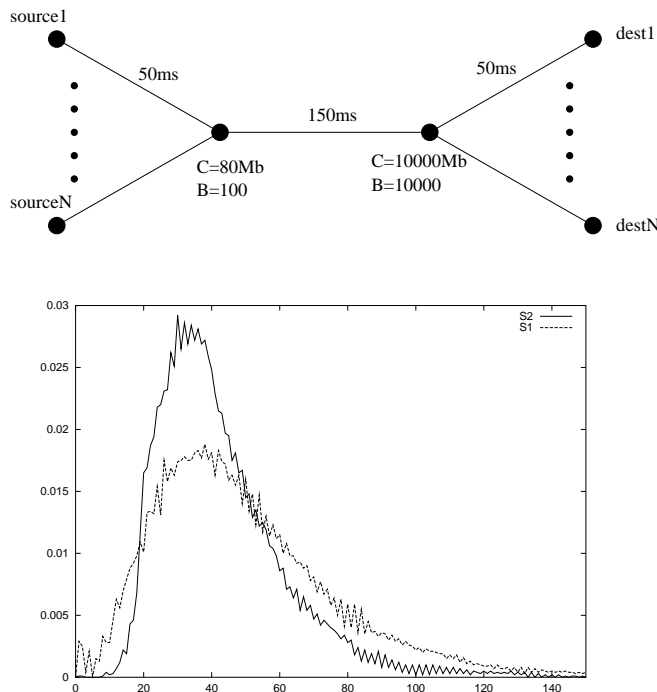 source1
dest1
50ms
50ms
150ms
C=80Mb
B=100
C=10000Mb
B=10000
sourceN
destN
0.03
0.025
0.02
0.015
0.01
0.005
0
0 20 40 60 80 100 120 140
S2
S1